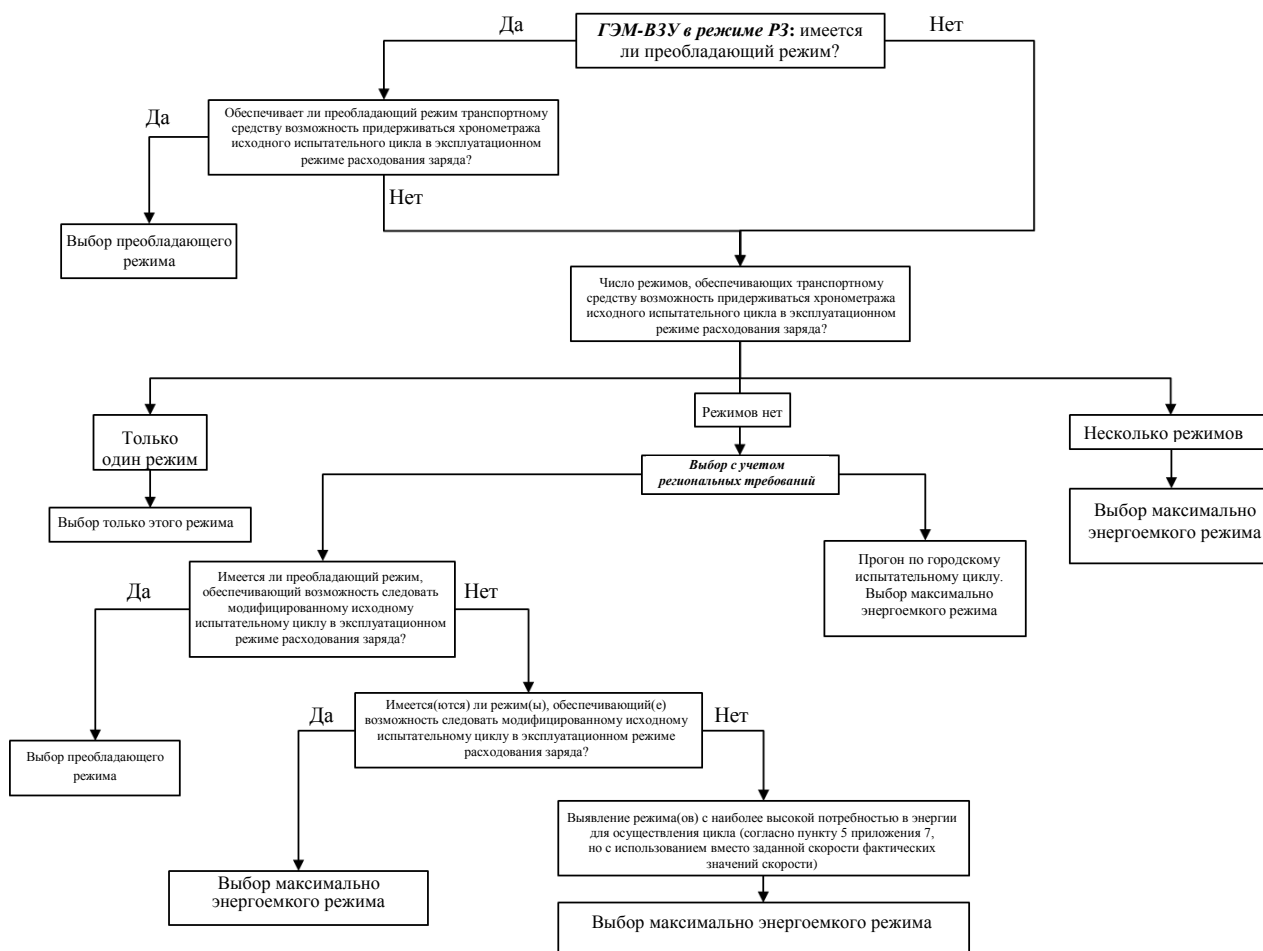 Да
ГЭМ-ВЗУ в режиме РЗ: имеется
ли преобладающий режим?
Нет
Да
Обеспечивает ли преобладающий режим транспортному
средству возможность придерживаться хронометража
исходного испытательного цикла в эксплуатационном
режиме расходования заряда?
Нет
Выбор преобладающего
режима
Число режимов, обеспечивающих транспортному
средству возможность придерживаться хронометража
исходного испытательного цикла в эксплуатационном
режиме расходования заряда?
Только
один режим
Режимов нет
Несколько режимов
Выбор только этого режима
Выбор с учетом
региональных требований
Выбор максимально
энергоемкого режима
Да
Имеется ли преобладающий режим,
обеспечивающий возможность следовать
модифицированному исходному
испытательному циклу в эксплуатационном
режиме расходования заряда?
Нет
Прогон по городскому
испытательному циклу.
Выбор максимально
энергоемкого режима
Выбор преобладающего
режима
Да
Имеется(ются) ли режим(ы), обеспечивающий(е)
возможность следовать модифицированному исходному
испытательному циклу в эксплуатационном режиме
расходования заряда?
Нет
Выбор максимально
энергоемкого режима
Выявление режима(ов) с наиболее высокой потребностью в энергии
для осуществления цикла (согласно пункту 5 приложения 7,
но с использованием вместо заданной скорости фактических
значений скорости)
Выбор максимально энергоемкого режима